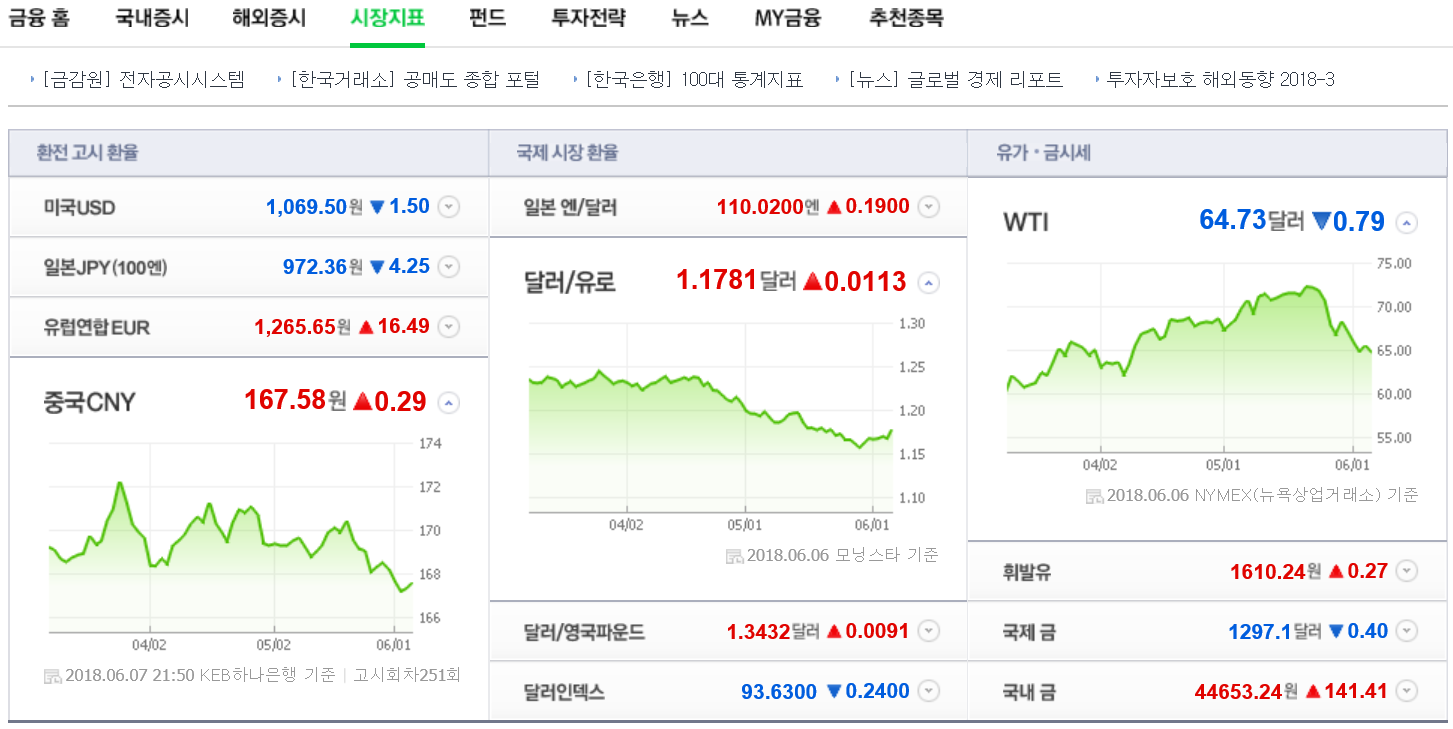 금융 홈 국내증시 해외증시 시장지표 펀드 투자전략 뉴스 MY금융 추천종목
[금감원] 전자공시시스템 [한국거래소] 공매도 종합 포털 [한국은행] 100대 통계지표 [뉴스] 글로벌 경제 리포트 투자자보호 해외동향 2018-3
환전 고시 환율
미국USD 1,069.50원 ▼ 1.50
일본JPY(100엔) 972.36원 ▼ 4.25
유럽연합EUR 1,265.65원 ▲ 16.49
중국CNY 167.58원 ▲0.29
174
172
170
168
166
04/02 05/02 06/01
2018.06.07 21:50 KEB하나은행 기준 | 고시회차251회
국제 시장 환율
일본 엔/달러 110.0200엔 ▲ 0.1900
달러/유로 1.1781달러 ▲0.0113
1.30
1.25
1.20
1.15
1.10
04/02 05/01 06/01
2018.06.06 모닝스타 기준
달러/영국파운드 1.3432달러 ▲ 0.0091
달러인덱스 93.6300 ▼ 0.2400
유가·금시세
WTI 64.73달러 ▼0.79
75.00
70.00
65.00
60.00
55.00
04/02 05/01 06/01
2018.06.06 NYMEX(뉴욕상업거래소) 기준
휘발유 1610.24원 ▲ 0.27
국제 금 1297.1달러 ▼ 0.40
국내 금 44653.24원 ▲ 141.41